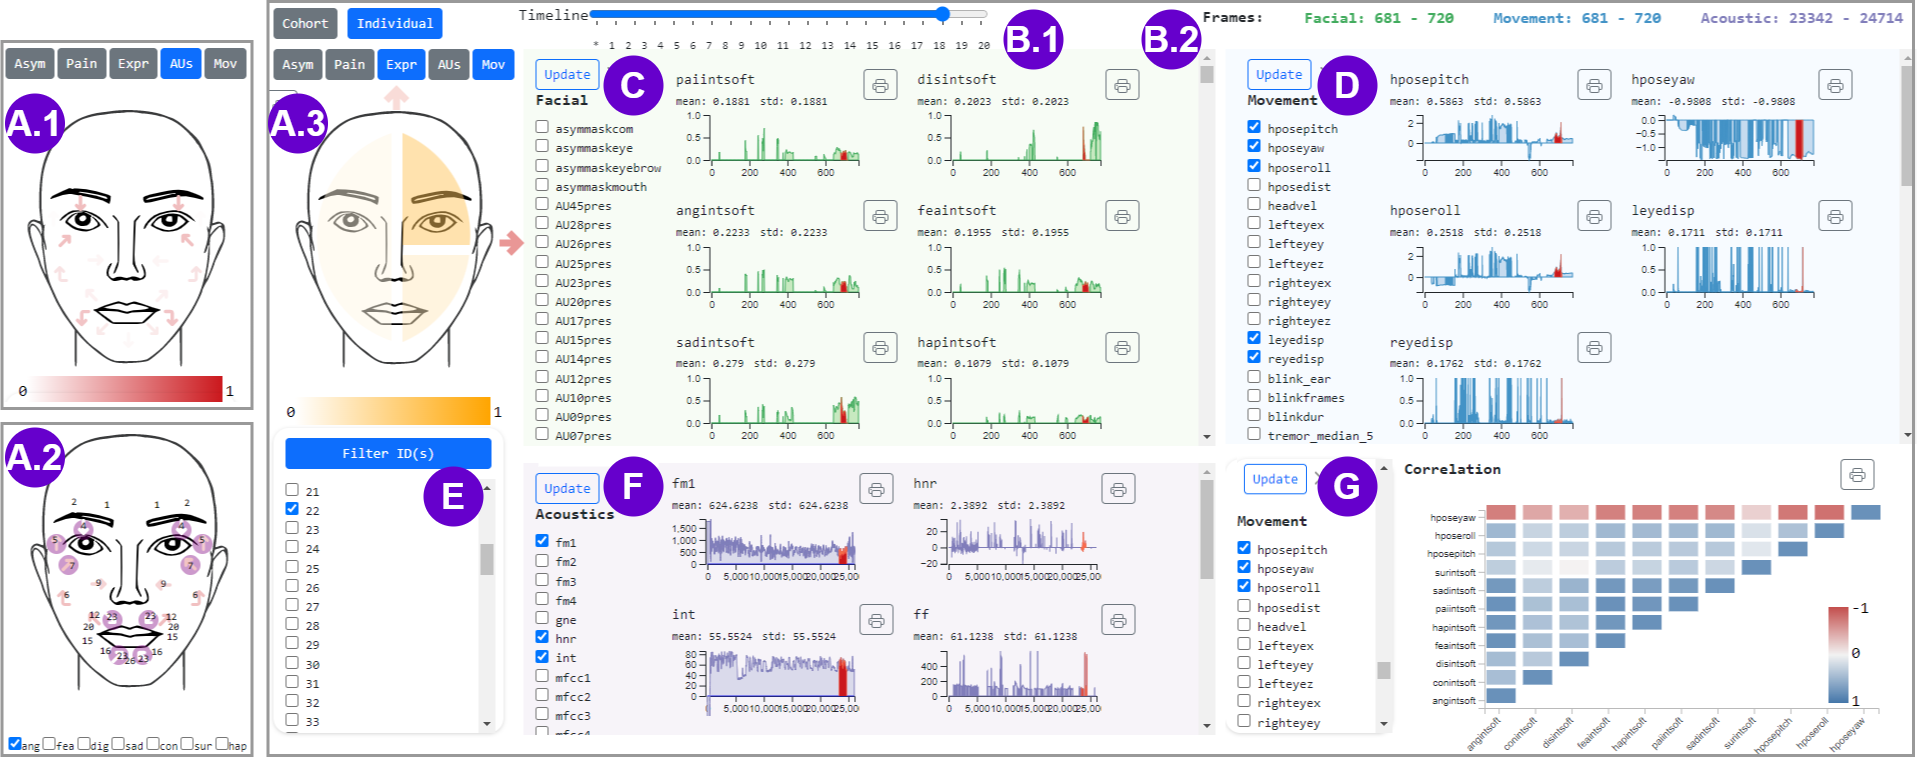 Asym Pain Expr AUs Mov
A.1
0 1
A.2
2 1 1 2
4 4
5 5
7 7
9 9
6 6
12 23 23 12
20 20
15 15
16 23 26 23 16
ang fea dig sad con sur hap
Cohort Individual
Asym Pain Expr AUs Mov
A.3
0 1
Filter ID(s)
E
21
22
23
24
25
26
27
28
29
30
31
32
33
Timeline
* 1 2 3 4 5 6 7 8 9 10 11 12 13 14 15 16 17 18 19 20
B.1
B.2
Frames: Facial: 681 - 720 Movement: 681 - 720 Acoustic: 23342 - 24714
Update
C
Facial
asymmaskcom
asymmaskeye
asymmaskeyebrow
asymmaskmouth
AU45pres
AU28pres
AU26pres
AU25pres
AU23pres
AU20pres
AU17pres
AU15pres
AU14pres
AU12pres
AU10pres
AU09pres
AU07pres
paiintsoft
mean: 0.1881 std: 0.1881
1.0
0.5
0.0
0 200 400 600
disintsoft
mean: 0.2023 std: 0.2023
1.0
0.5
0.0
0 200 400 600
angintsoft
mean: 0.2233 std: 0.2233
1.0
0.5
0.0
0 200 400 600
feaintsoft
mean: 0.1955 std: 0.1955
1.0
0.5
0.0
0 200 400 600
sadintsoft
mean: 0.279 std: 0.279
1.0
0.5
0.0
0 200 400 600
hapintsoft
mean: 0.1079 std: 0.1079
1.0
0.5
0.0
0 200 400 600
Update
D
Movement
hposepitch
hposeyaw
hposeroll
hposedist
headvel
lefteyex
lefteyey
lefteyez
righteyex
righteyey
righteyez
leyedisp
reyedisp
blink_ear
blinkframes
blinkdur
tremor_median_5
hposepitch
mean: 0.5863 std: 0.5863
2
0
0 200 400 600
hposeyaw
mean: -0.9808 std: -0.9808
0.0
−0.5
−1.0
0 200 400 600
hposeroll
mean: 0.2518 std: 0.2518
2
0
0 200 400 600
leyedisp
mean: 0.1711 std: 0.1711
1.0
0.5
0.0
0 200 400 600
reyedisp
mean: 0.1762 std: 0.1762
1.0
0.5
0.0
0 200 400 600
Update
F
Acoustics
fm1
fm2
fm3
fm4
gne
hnr
int
mfcc1
mfcc2
mfcc3
mfcc4
fm1
mean: 624.6238 std: 624.6238
1,500
1,000
500
0
0 5,000 10,000 15,000 20,000 25,000
hnr
mean: 2.3892 std: 2.3892
20
0
−20
0 5,000 10,000 15,000 20,000 25,000
int
mean: 55.5524 std: 55.5524
80
60
40
20
0
5,000 10,000 15,000 20,000 25,000
ff
mean: 61.1238 std: 61.1238
400
200
0
0 5,000 10,000 15,000 20,000 25,000
Update
G
Movement
hposepitch
hposeyaw
hposeroll
hposedist
headvel
lefteyex
lefteyey
lefteyez
righteyex
righteyey
Correlation
hposeyaw
hposeroll
hposepitch
surintsoft
sadintsoft
paiintsoft
hapintsoft
feaintsoft
disintsoft
conintsoft
angintsoft
angintsoft conintsoft disintsoft feaintsoft hapintsoft paiintsoft sadintsoft surintsoft hposepitch hposeroll hposeyaw
-1
0
1